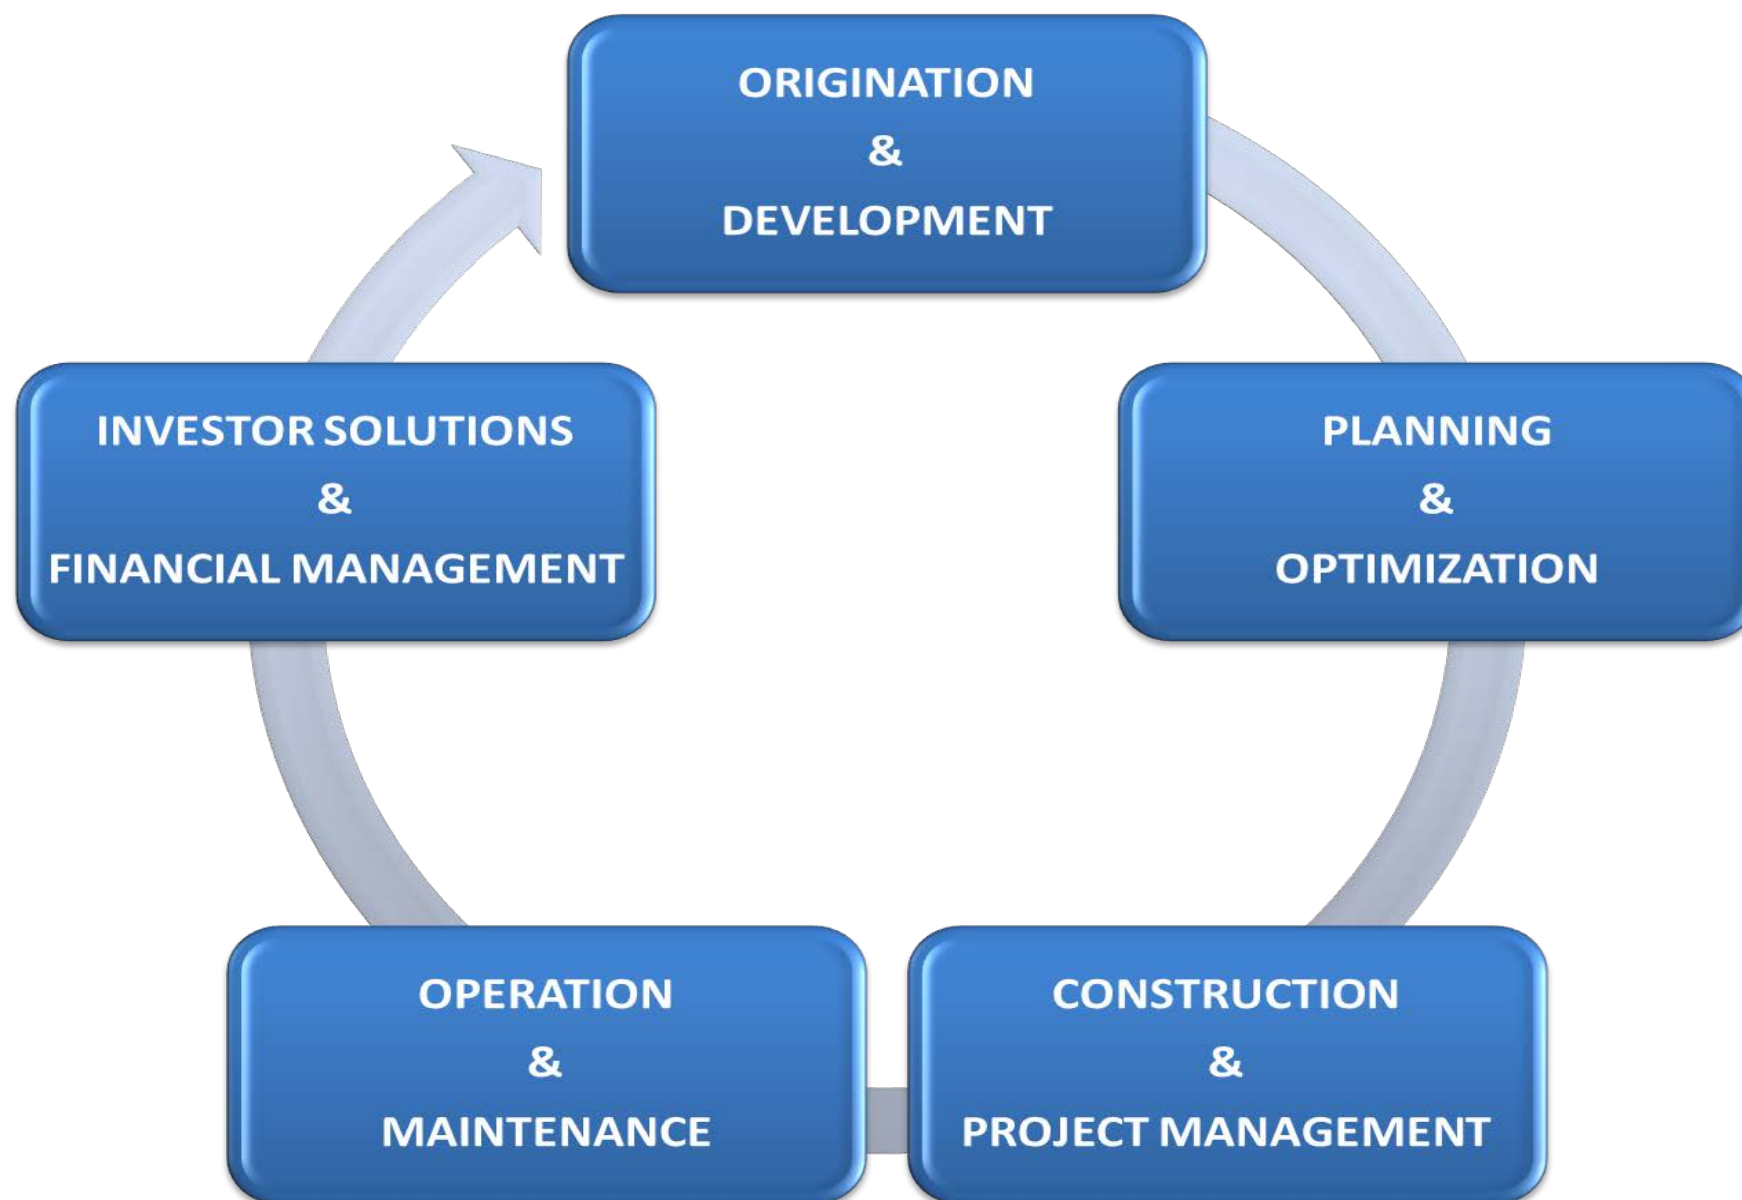 ORIGINATION
&
DEVELOPMENT
PLANNING
&
OPTIMIZATION
CONSTRUCTION
&
PROJECT MANAGEMENT
OPERATION
&
MAINTENANCE
INVESTOR SOLUTIONS
&
FINANCIAL MANAGEMENT